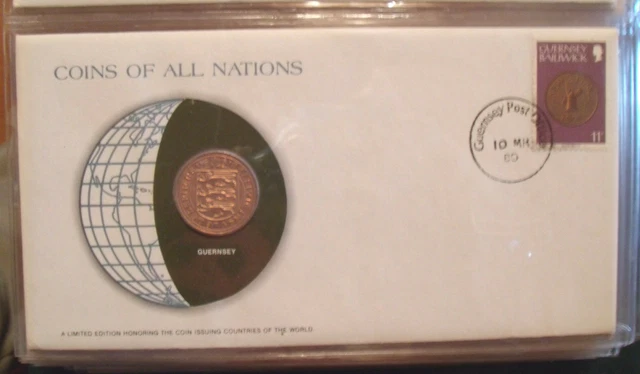 COINS OF ALL NATIONS
GUERNSEY
BAILIWICK
11P
Guernsey Post Office
10 MR
80
GUERNSEY
A LIMITED EDITION HONORING THE COIN ISSUING COUNTRIES OF THE WORLD